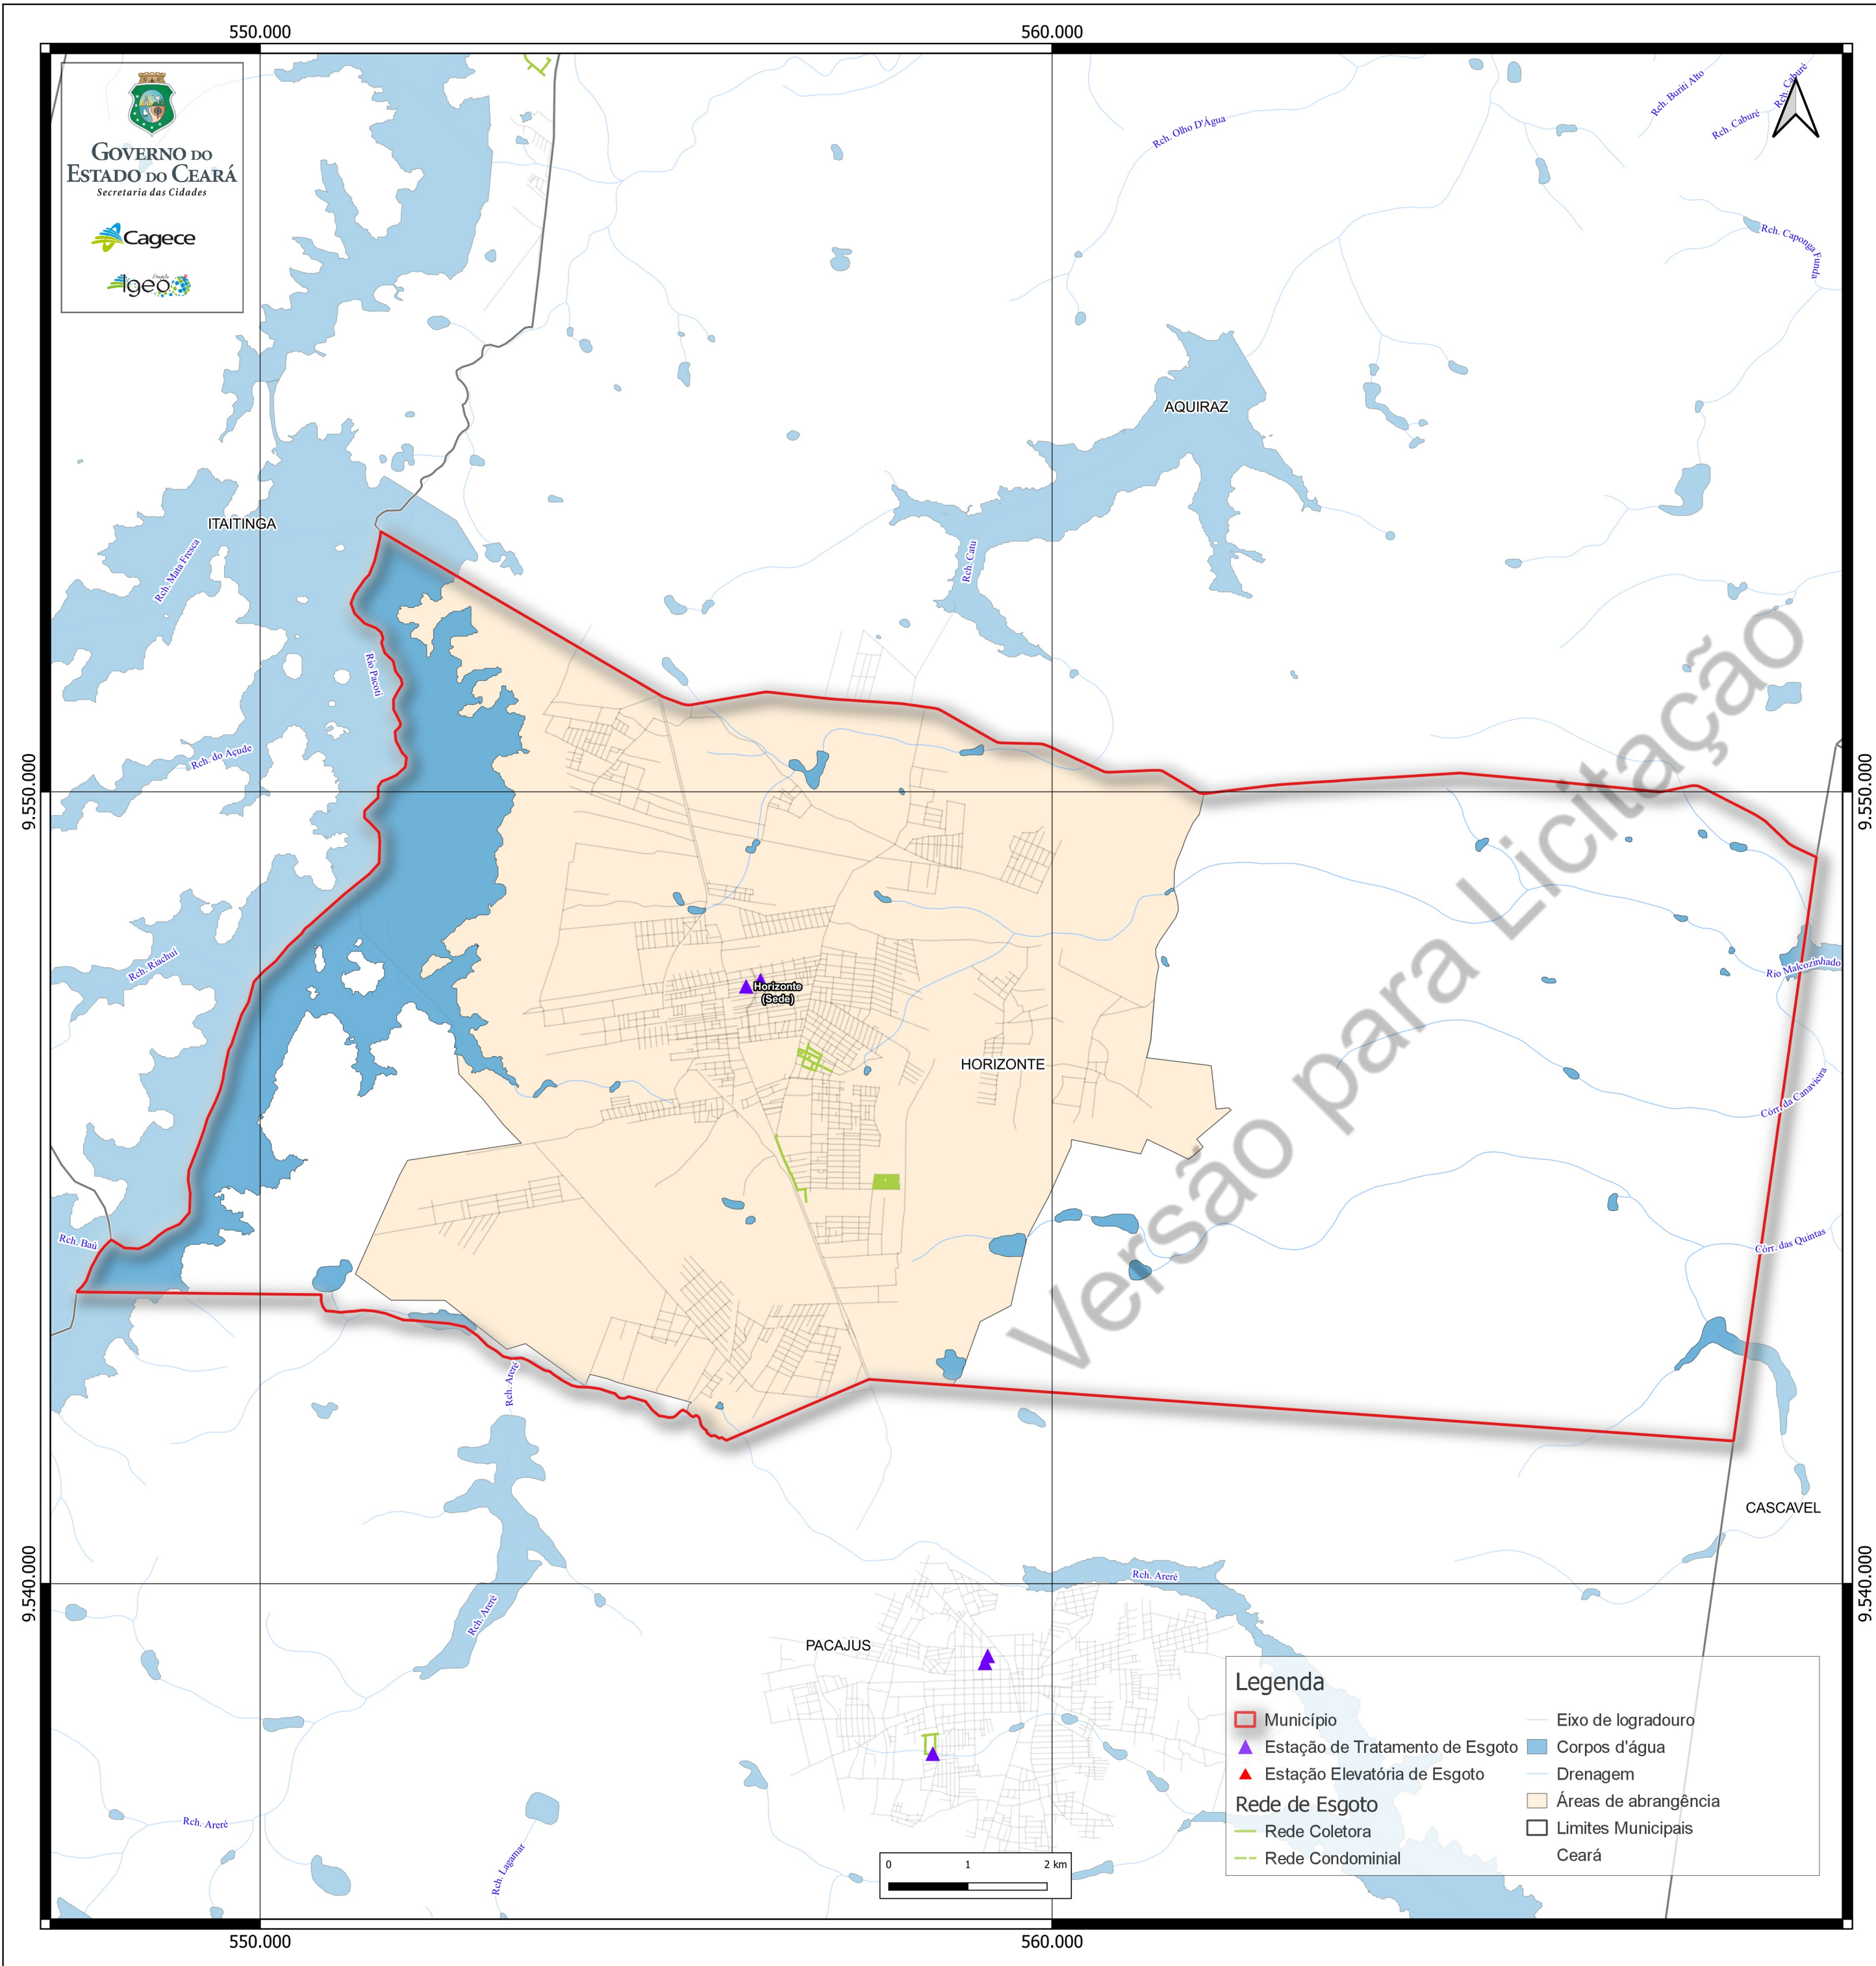 550.000
560.000
GOVERNO DO
ESTADO DO CEARÁ
Secretaria das Cidades
Cagece
Igeo
Rch. Olho D'Água
Rch. Buriti Alto
Rch. Caburé
Rch. Caburé
Rch. Caponga Funda
AQUIRAZ
ITAITINGA
Rch. Mata Fresca
Rch. Catu
Rio Pacoti
Rch. do Açude
9.550.000
9.550.000
Versão para Licitação
Rch. Riachui
Rio Malcozinhado
Horizonte
(Sede)
HORIZONTE
Córr. da Canavieira
Rch. Baú
Córr. das Quintas
Rch. Areré
CASCAVEL
9.540.000
9.540.000
Rch. Areré
Rch. Areré
PACAJUS
Rch. Areré
Rch. Lagamar
Legenda
Município
Estação de Tratamento de Esgoto
Estação Elevatória de Esgoto
Rede de Esgoto
Rede Coletora
Rede Condominial
Eixo de logradouro
Corpos d'água
Drenagem
Áreas de abrangência
Limites Municipais
Ceará
0 1 2 km
550.000
560.000